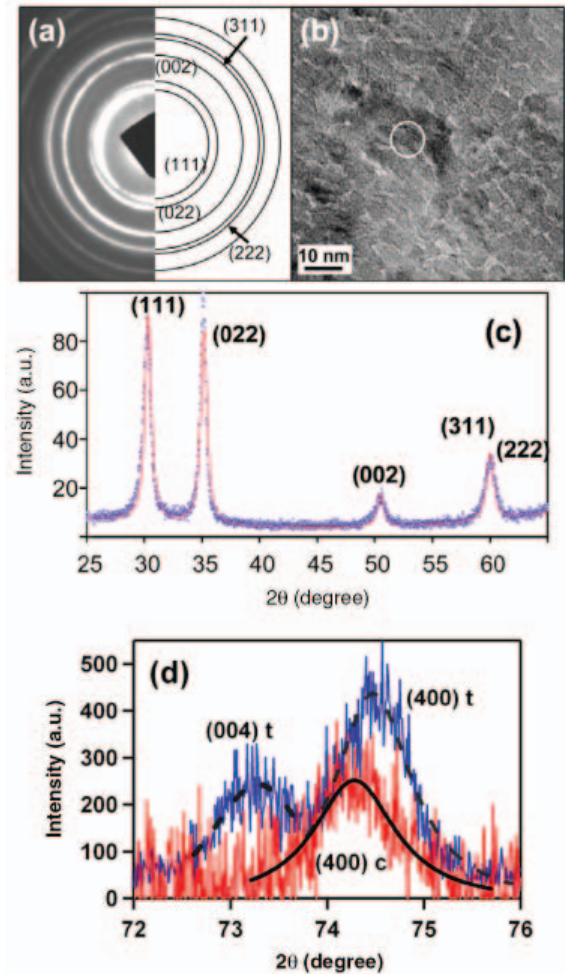 (a)
(311)
(002)
(111)
(022)
(222)
(b)
10 nm
(c)
(111)
(022)
(002)
(311)
(222)
Intensity (a.u.)
80
60
40
20
25 30 35 40 45 50 55 60
2θ (degree)
(d)
(004) t
(400) t
(400) c
Intensity (a.u.)
500
400
300
200
100
0
72 73 74 75 76
2θ (degree)